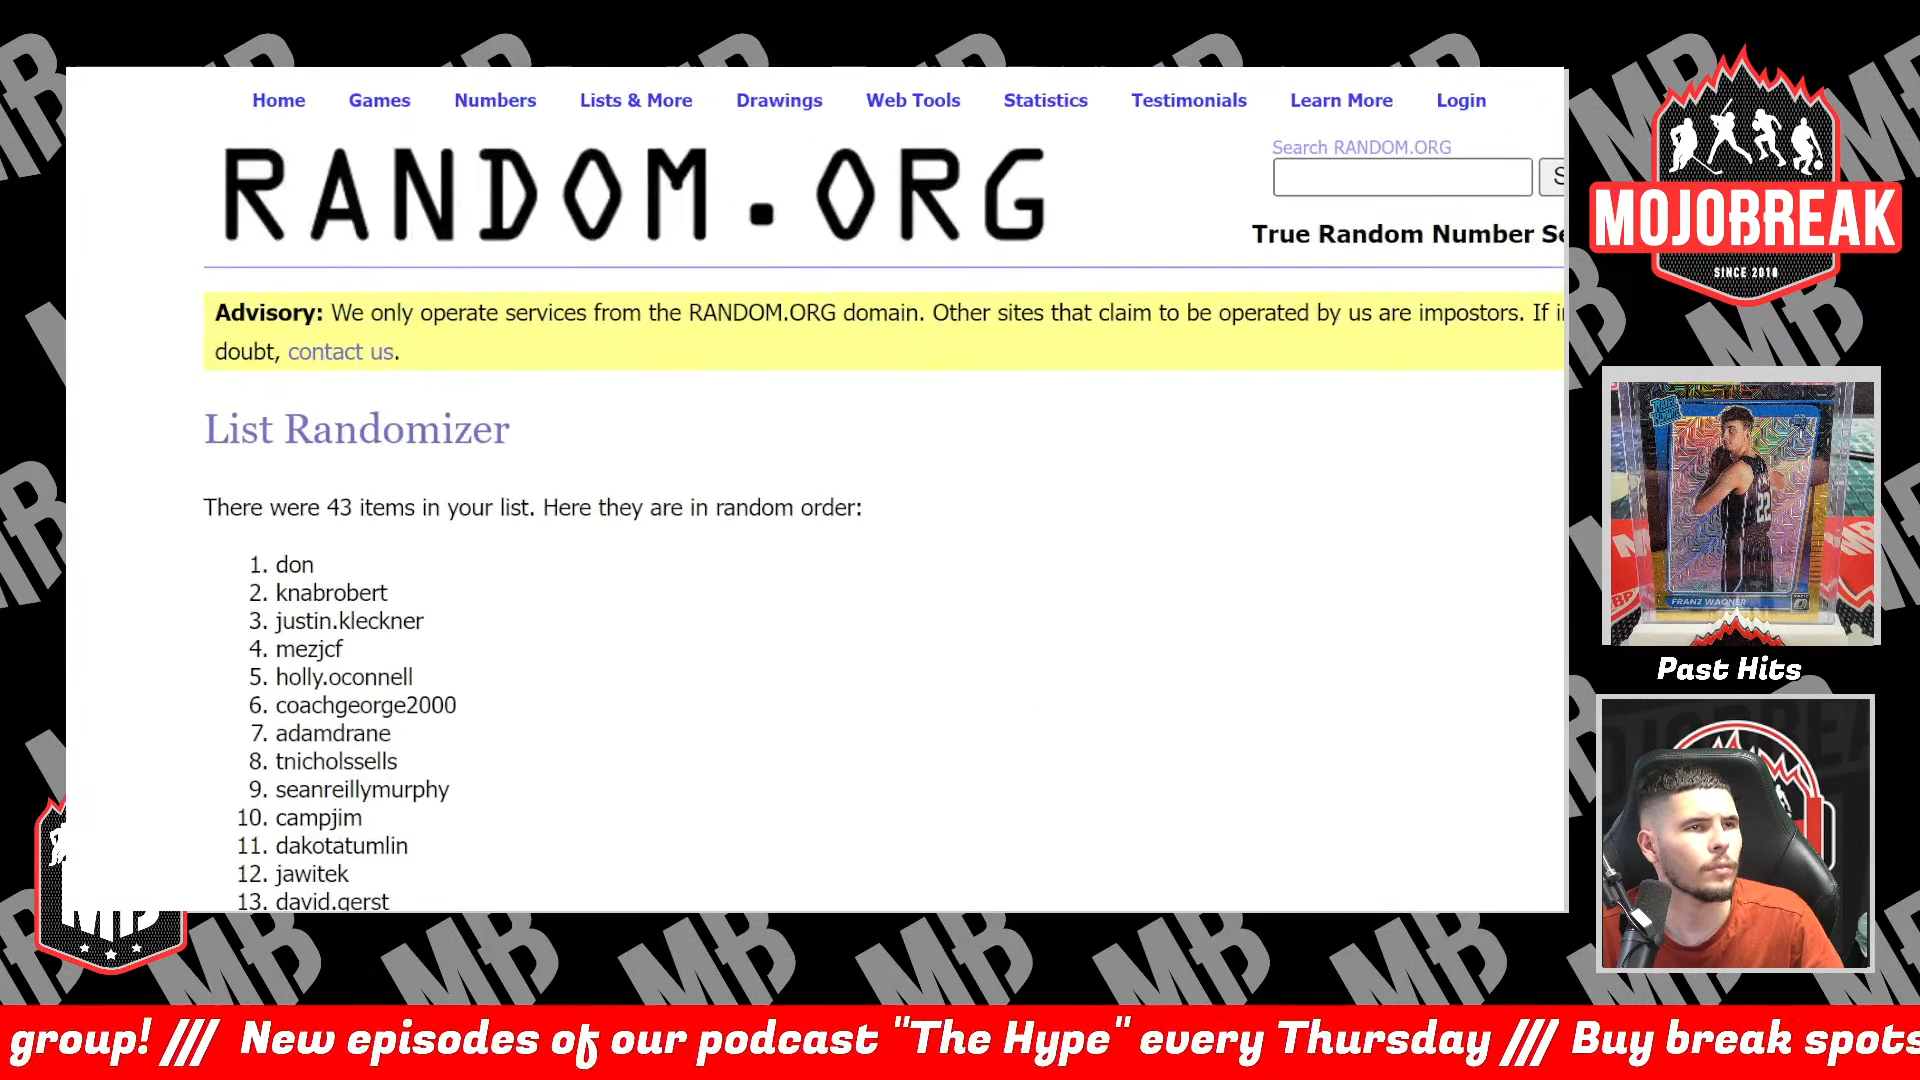 Home Games Numbers Lists & More Drawings Web Tools Statistics Testimonials Learn More Login
RANDOM.ORG
Search RANDOM.ORG
True Random Number Se
Advisory: We only operate services from the RANDOM.ORG domain. Other sites that claim to be operated by us are impostors. If in
doubt, contact us.
List Randomizer
There were 43 items in your list. Here they are in random order:
1. don
2. knabrobert
3. justin.kleckner
4. mezjcf
5. holly.oconnell
6. coachgeorge2000
7. adamdrane
8. tnicholssells
9. seanreillymurphy
10. campjim
11. dakotatumlin
12. jawitek
13. david.gerst
MOJOBREAK
SINCE 2010
22
FRANZ WAGNER
Past Hits
MB
group! /// New episodes of our podcast "The Hype" every Thursday /// Buy break spots